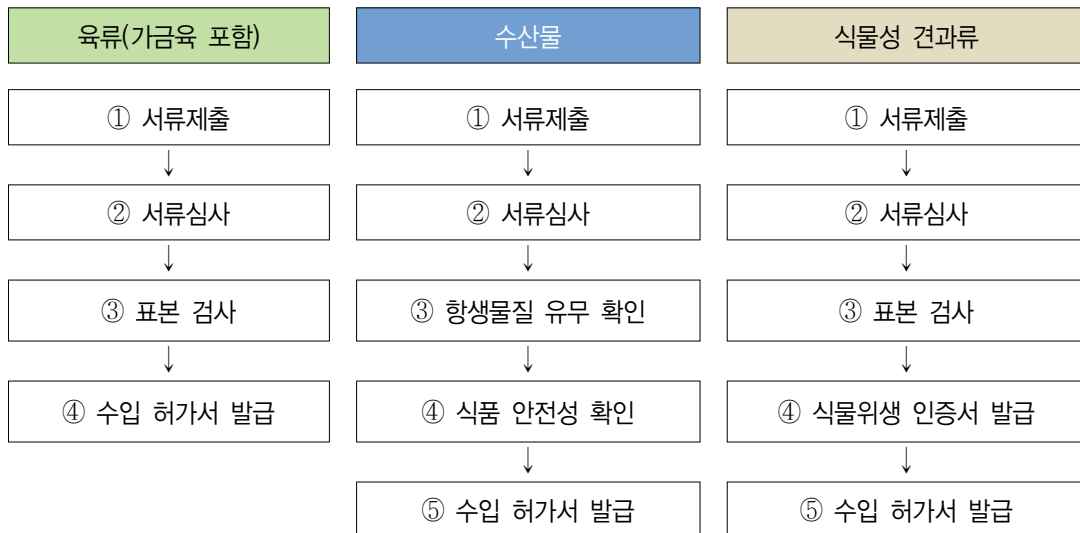 육류(가금육 포함)
① 서류제출
↓
② 서류심사
↓
③ 표본 검사
↓
④ 수입 허가서 발급
수산물
① 서류제출
↓
② 서류심사
↓
③ 항생물질 유무 확인
↓
④ 식품 안전성 확인
↓
⑤ 수입 허가서 발급
식물성 견과류
① 서류제출
↓
② 서류심사
↓
③ 표본 검사
↓
④ 식물위생 인증서 발급
↓
⑤ 수입 허가서 발급